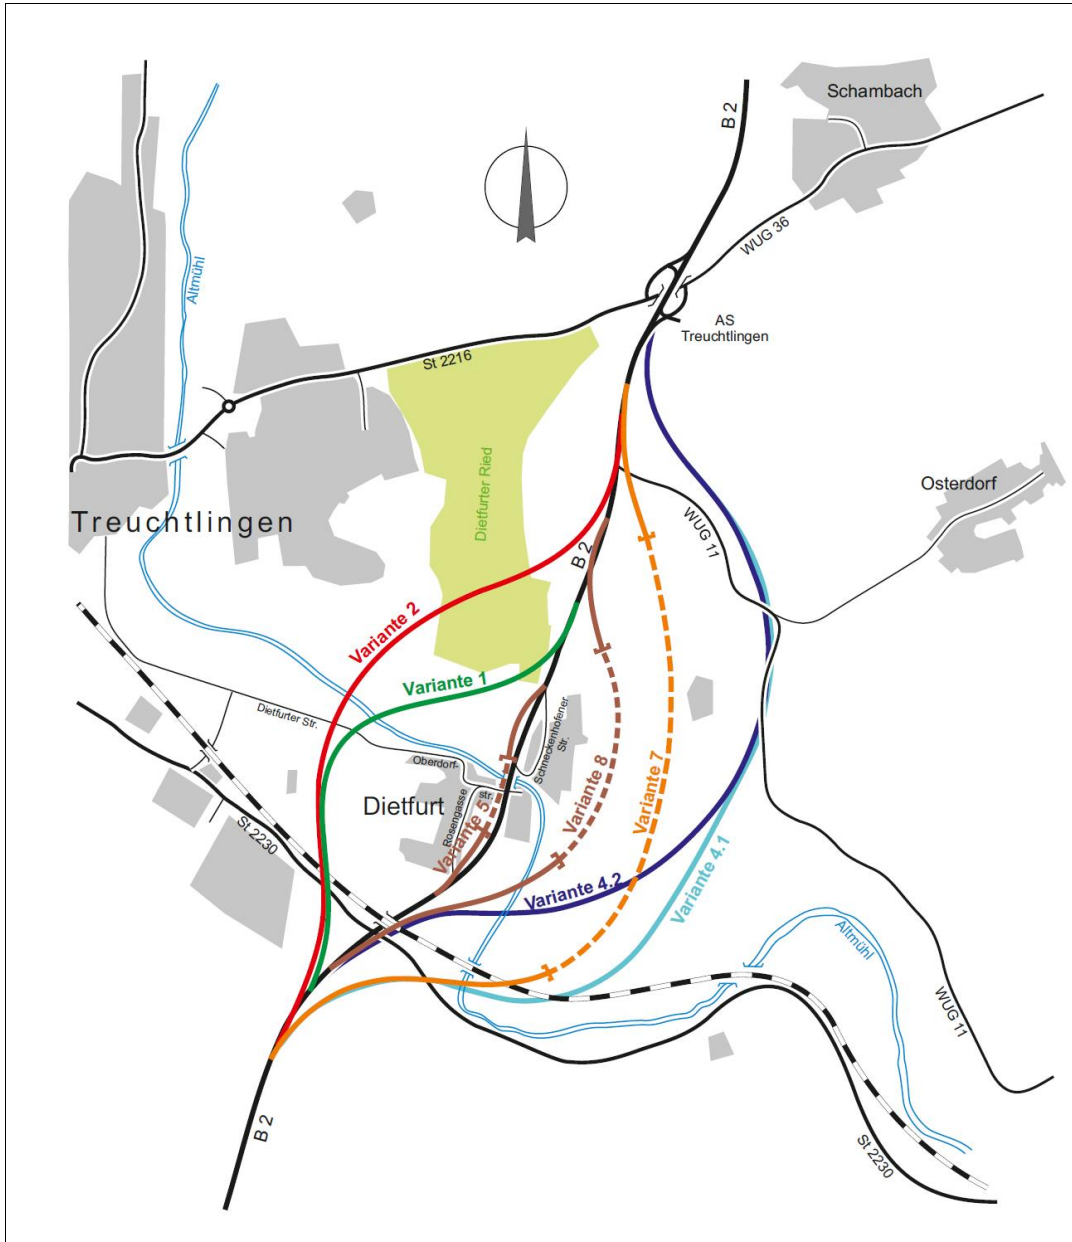 Schambach
B 2
WUG 36
Altmühl
AS
Treuchtlingen
St 2216
Dietfurter Ried
Osterdorf
WUG 11
Treuchtlingen
B 2
Variante 2
Variante 1
Dietfurter Str.
Schneckenhofener
Str.
Oberdorf-
str.
Rosengasse
Dietfurt
Variante 5
Variante 8
Variante 7
St 2230
Variante 4.2
Variante 4.1
Altmühl
WUG 11
B 2
St 2230